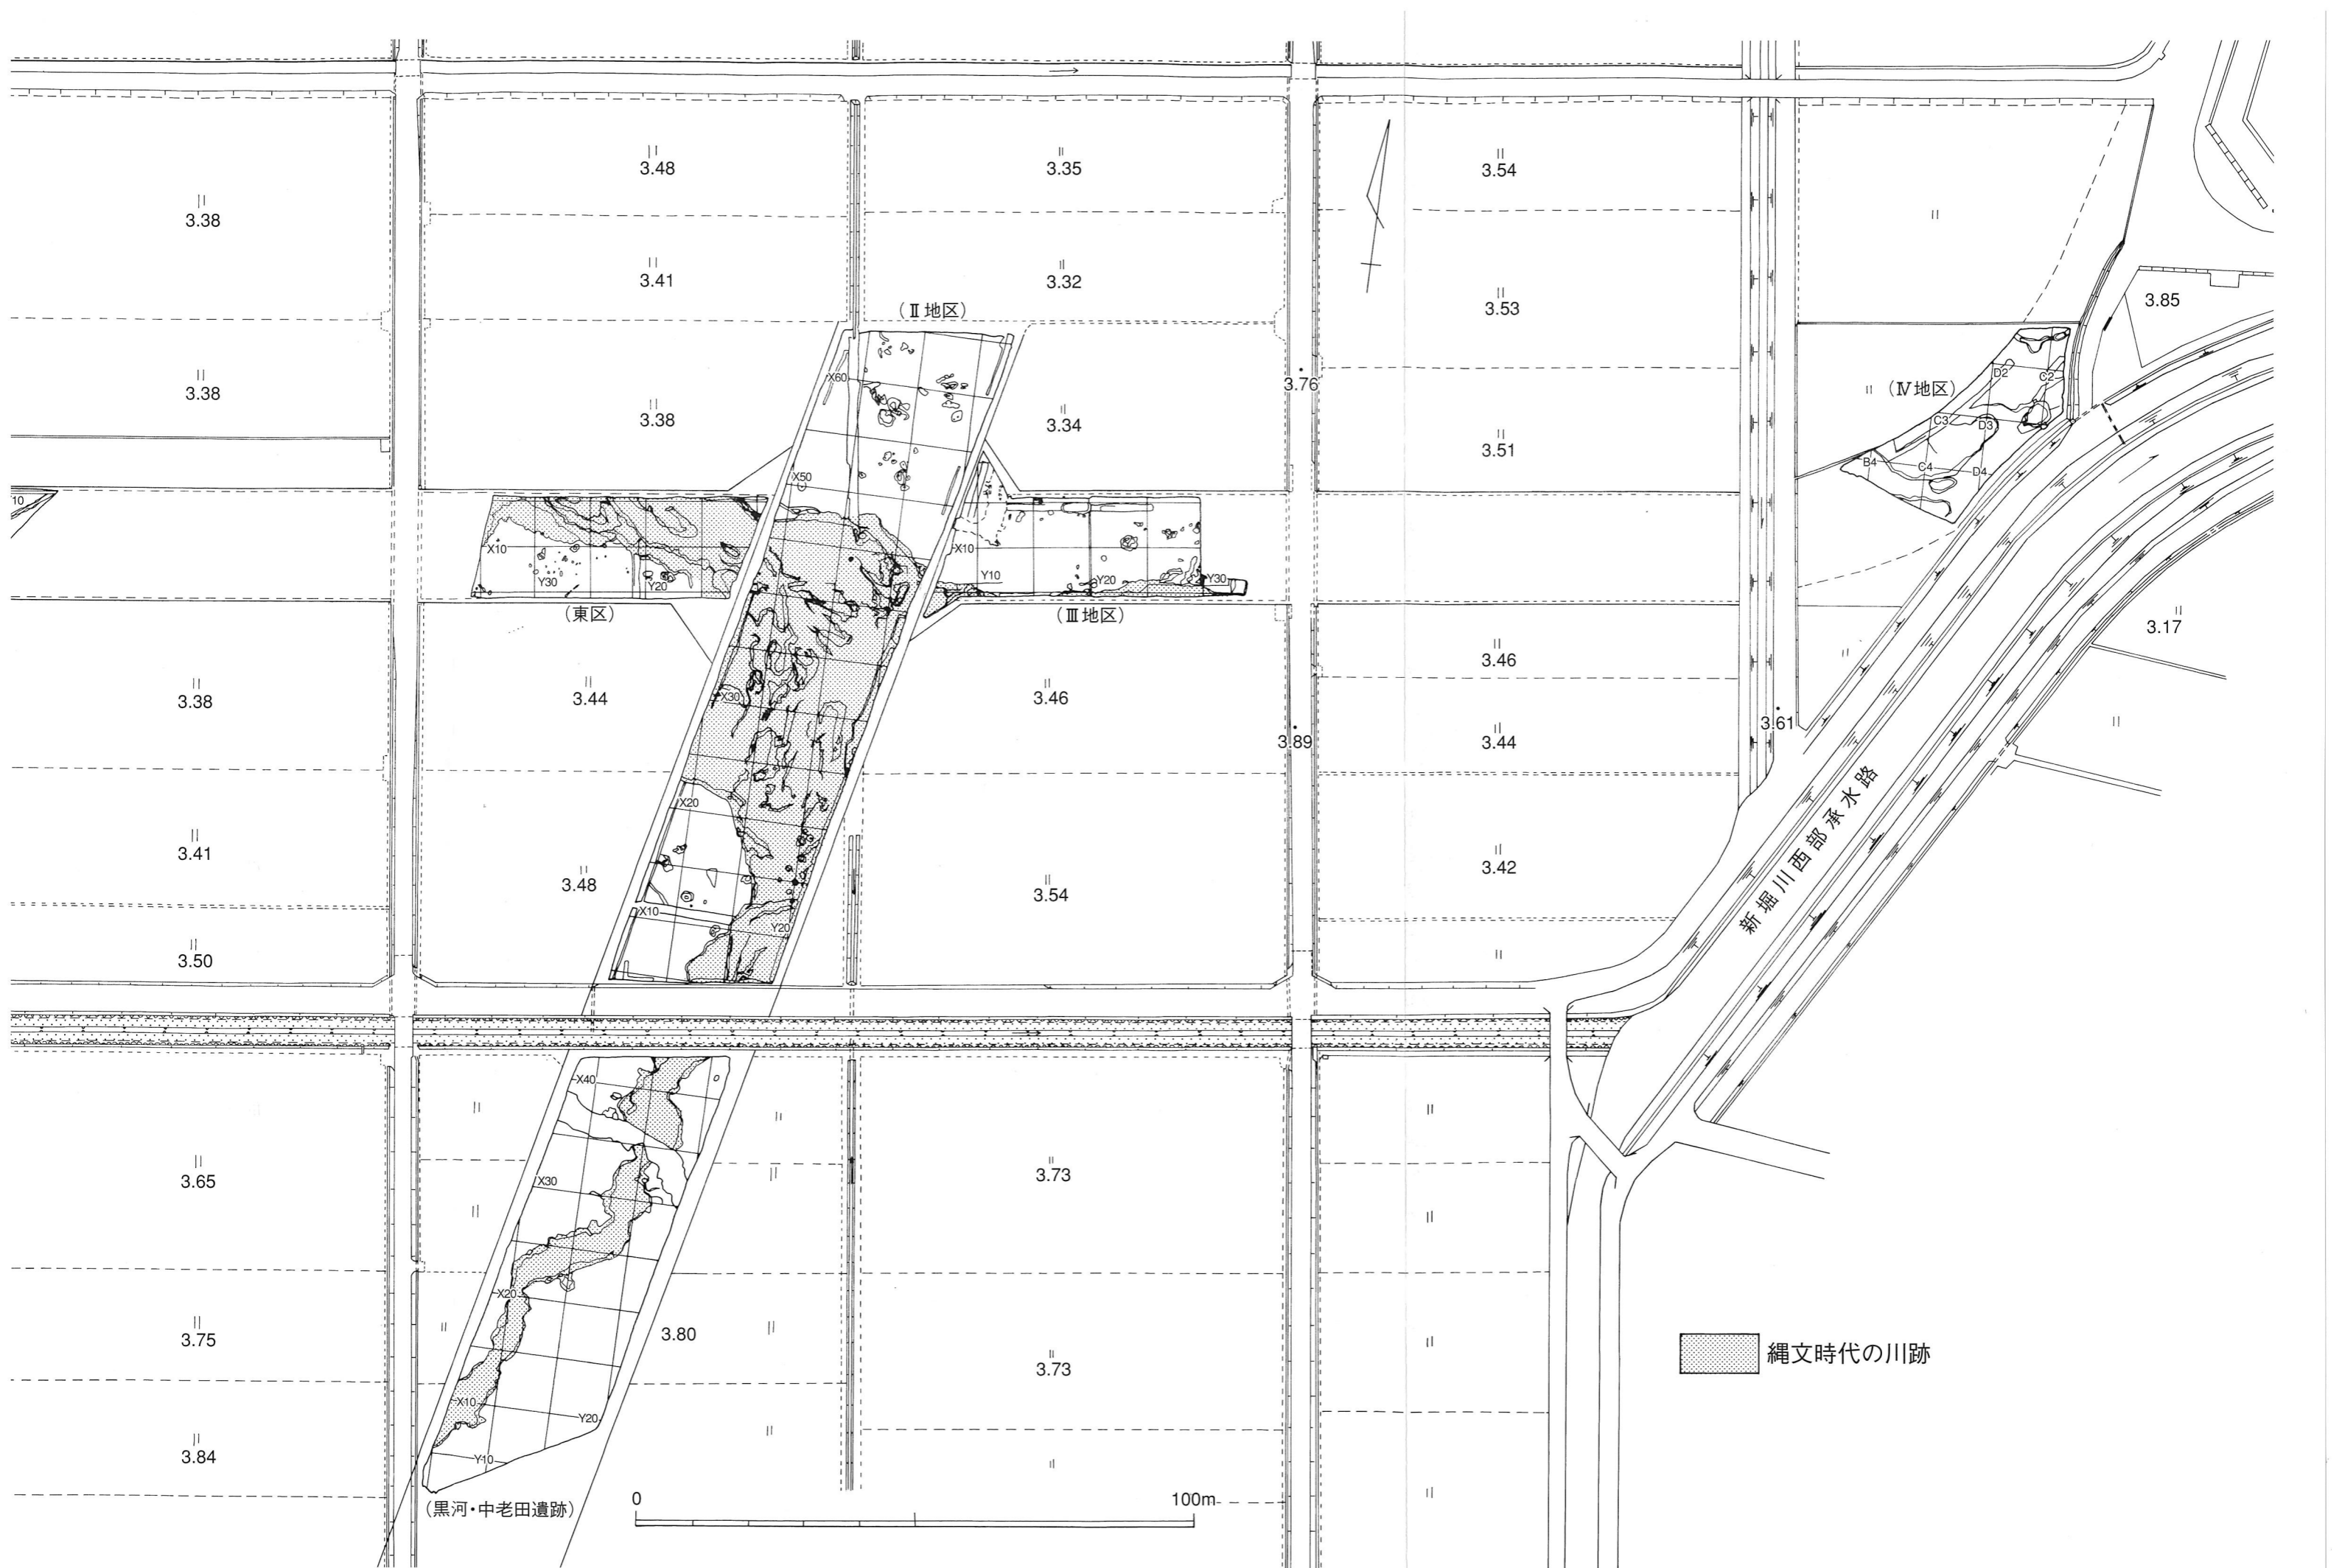 3.48
3.35
3.54
3.38
3.41
3.32
3.53
3.85
(Ⅱ地区)
3.38
X60
3.38
3.34
3.76
3.51
(Ⅳ地区)
D2
C2
C3
D3
B4
C4
D4
X50
10
X10
Y30
Y20
X10
Y10
Y20
Y30
(東区)
(Ⅲ地区)
3.17
3.46
3.38
3.44
X30
3.46
3.89
3.44
3.61
新堀川西部承水路
X20
3.41
3.48
3.54
3.42
X10
Y20
3.50
X40
3.65
X30
3.73
X20
3.75
3.80
3.73
縄文時代の川跡
X10
Y20
3.84
Y10
(黒河・中老田遺跡)
0
100m